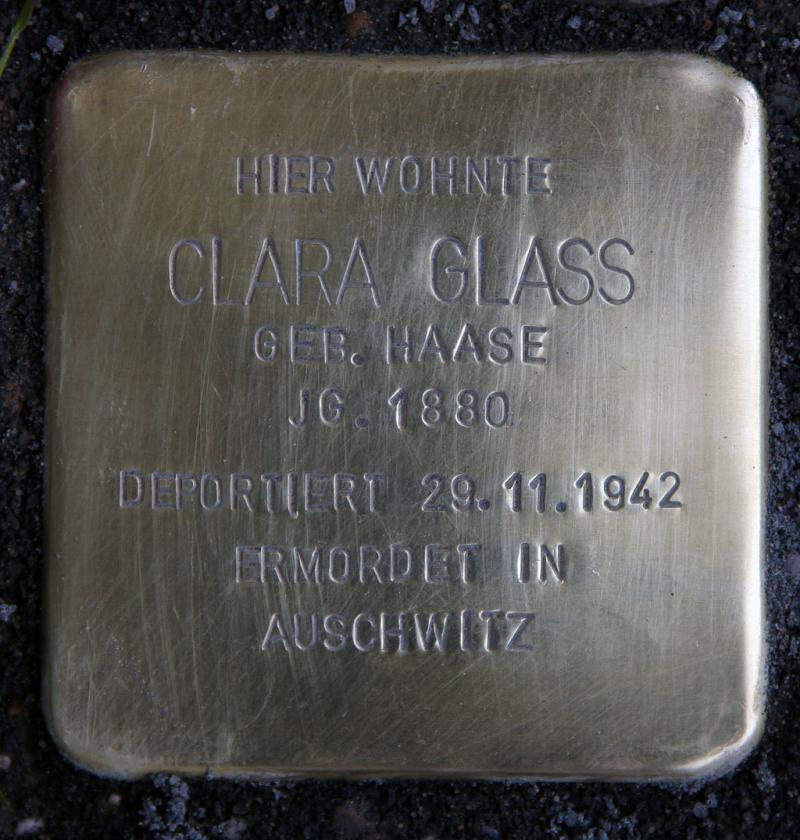 HIER WOHNTE
CLARA GLASS
GEB. HAASE
JG. 1880
DEPORTIERT 29.11.1942
ERMORDET IN
AUSCHWITZ